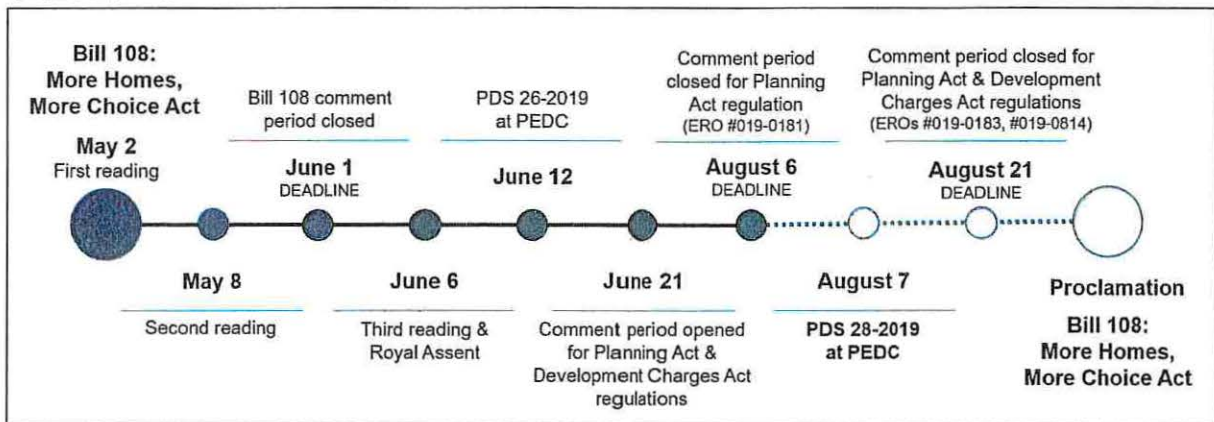 Bill 108:
More Homes,
More Choice Act
May 2
First reading
May 8
Second reading
Bill 108 comment
period closed
June 1
DEADLINE
June 6
Third reading &
Royal Assent
PDS 26-2019
at PEDC
June 12
June 21
Comment period opened
for Planning Act &
Development Charges Act
regulations
Comment period
closed for Planning
Act regulation
(ERO #019-0181)
August 6
DEADLINE
August 7
PDS 28-2019
at PEDC
Comment period closed for
Planning Act & Development
Charges Act regulations
(EROs #019-0183, #019-0814)
August 21
DEADLINE
Proclamation
Bill 108:
More Homes,
More Choice Act